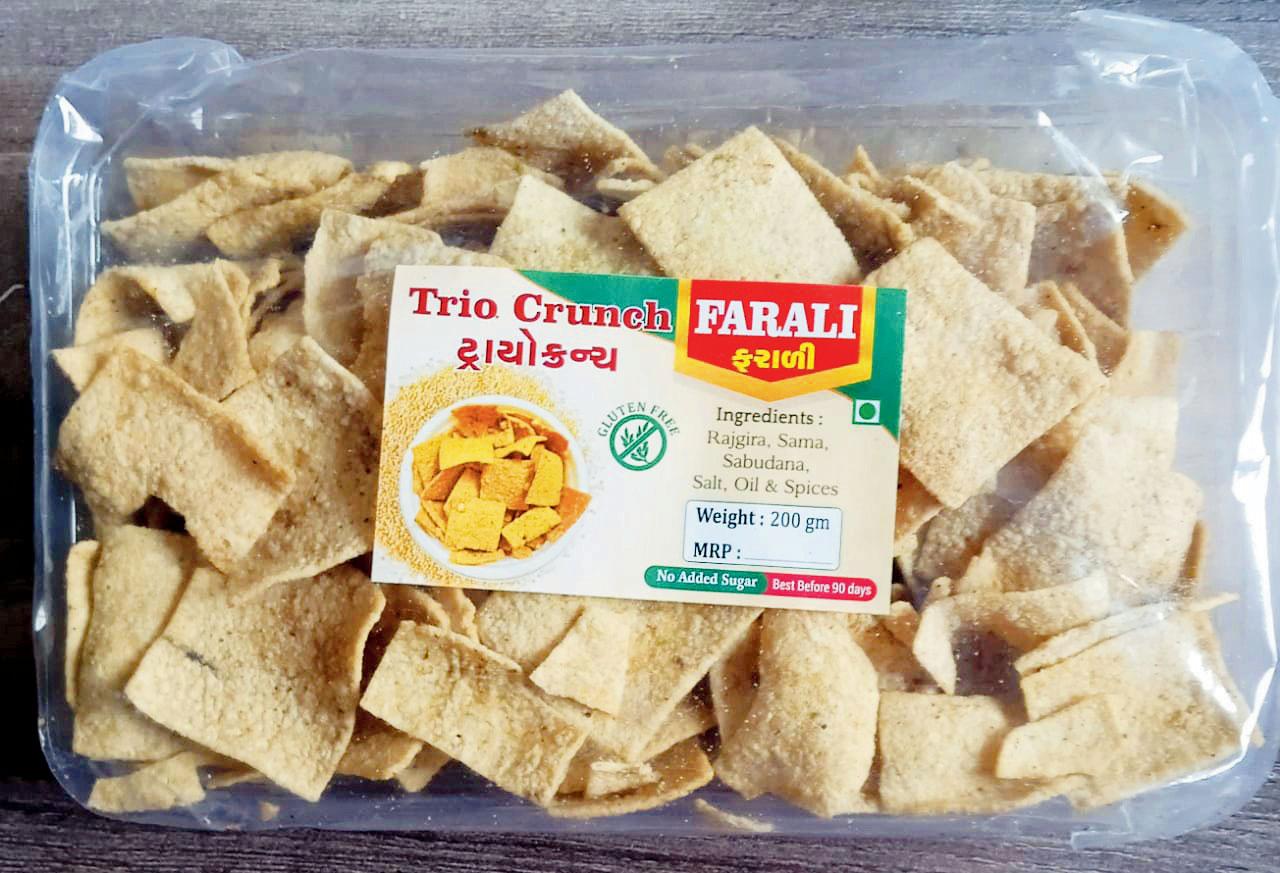 Trio Crunch
ટ્રાયોક્રન્ચ
FARALI
ફરાળી
GLUTEN FREE
Ingredients :
Rajgira, Sama,
Sabudana,
Salt, Oil & Spices
Weight : 200 gm
MRP :
No Added Sugar
Best Before 90 days